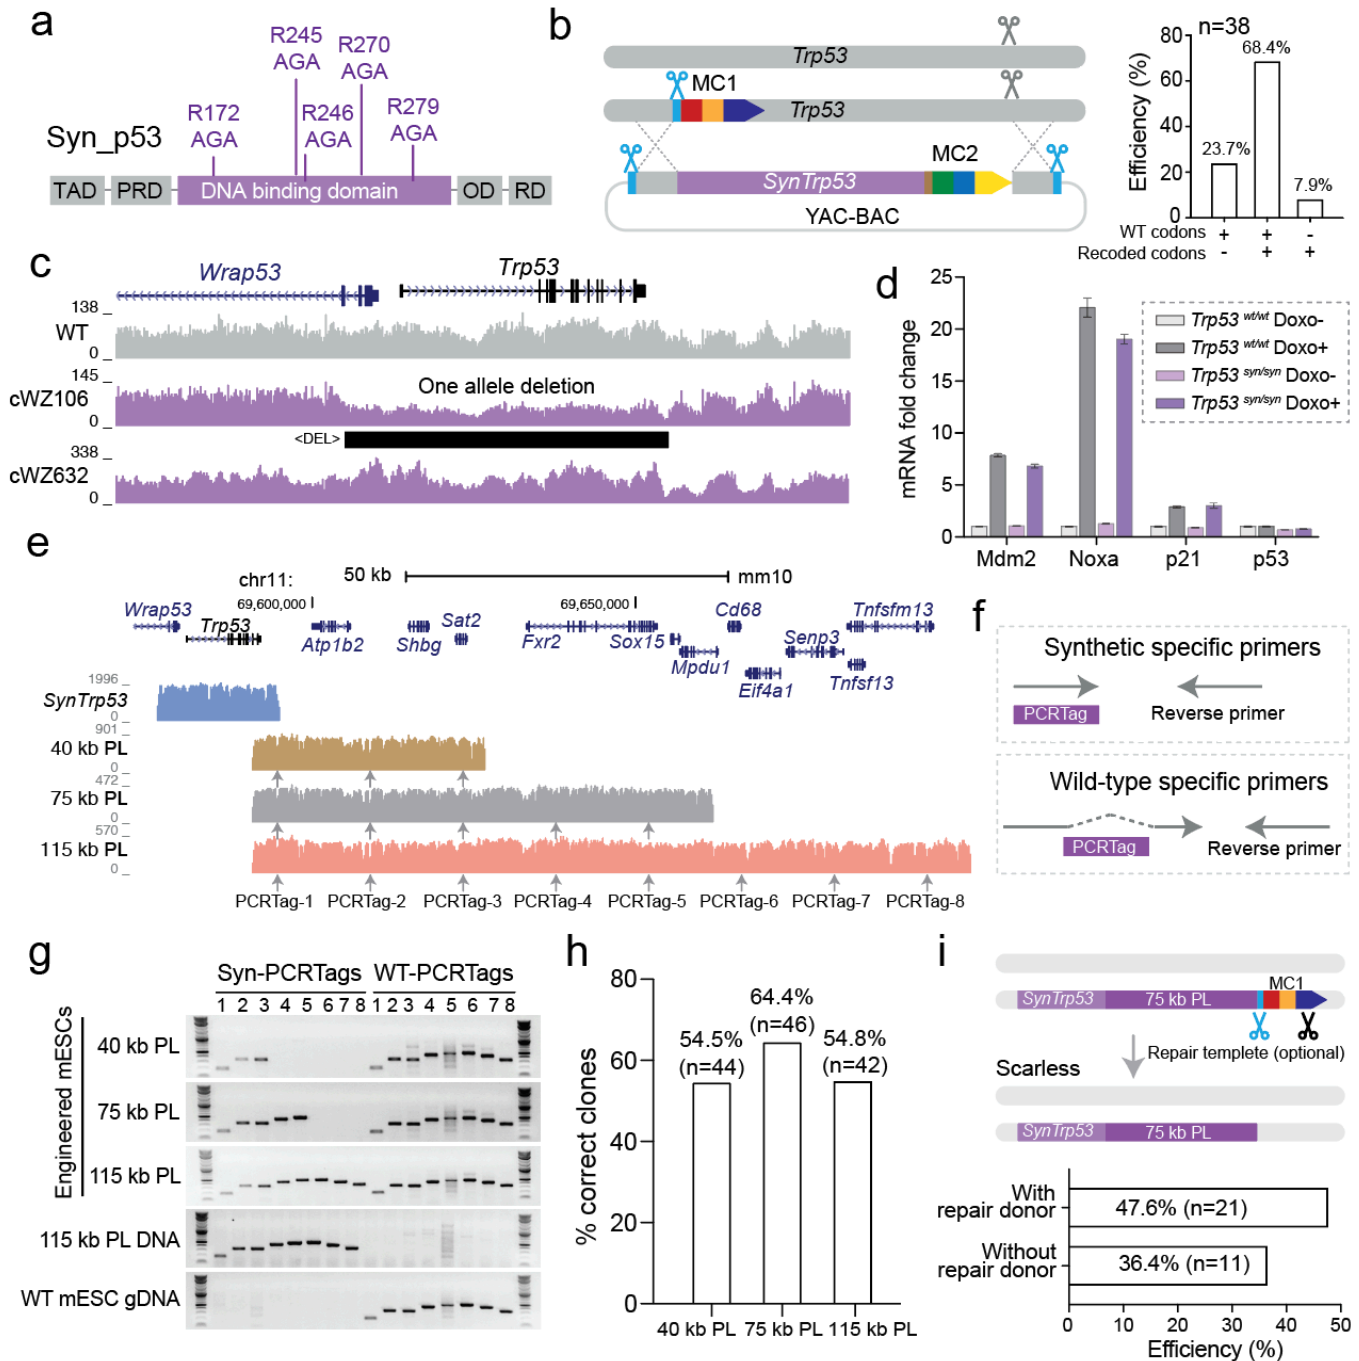 a
R245
AGA
R270
AGA
R172
AGA
R246
AGA
R279
AGA
Syn_p53
TAD
PRD
DNA binding domain
OD
RD
b
Trp53
MC1
Trp53
MC2
SynTrp53
YAC-BAC
n=38
68.4%
23.7%
7.9%
Efficiency (%)
80
60
40
20
0
WT codons + + -
Recoded codons - + +
c
Wrap53
Trp53
138
WT
0
145
cWZ106
One allele deletion
0
<DEL>
338
cWZ632
0
d
mRNA fold change
25
20
15
10
5
0
Trp53 wt/wt Doxo-
Trp53 wt/wt Doxo+
Trp53 syn/syn Doxo-
Trp53 syn/syn Doxo+
Mdm2 Noxa p21 p53
e
chr11:
50 kb
mm10
69,600,000
69,650,000
Wrap53
Trp53
Atp1b2
Shbg
Sat2
Fxr2
Sox15
Mpdu1
Cd68
Eif4a1
Senp3
Tnfsfm13
Tnfsf13
1996
SynTrp53
0
901
40 kb PL
0
472
75 kb PL
0
570
115 kb PL
0
PCRTag-1 PCRTag-2 PCRTag-3 PCRTag-4 PCRTag-5 PCRTag-6 PCRTag-7 PCRTag-8
f
Synthetic specific primers
PCRTag
Reverse primer
Wild-type specific primers
PCRTag
Reverse primer
g
Syn-PCRTags WT-PCRTags
1 2 3 4 5 6 7 8 1 2 3 4 5 6 7 8
Engineered mESCs
40 kb PL
75 kb PL
115 kb PL
115 kb PL DNA
WT mESC gDNA
h
% correct clones
80
60
40
20
0
54.5%
(n=44)
64.4%
(n=46)
54.8%
(n=42)
40 kb PL 75 kb PL 115 kb PL
i
MC1
SynTrp53 75 kb PL
Repair templete (optional)
Scarless
SynTrp53 75 kb PL
With
repair donor
47.6% (n=21)
Without
repair donor
36.4% (n=11)
0 10 20 30 40 50
Efficiency (%)